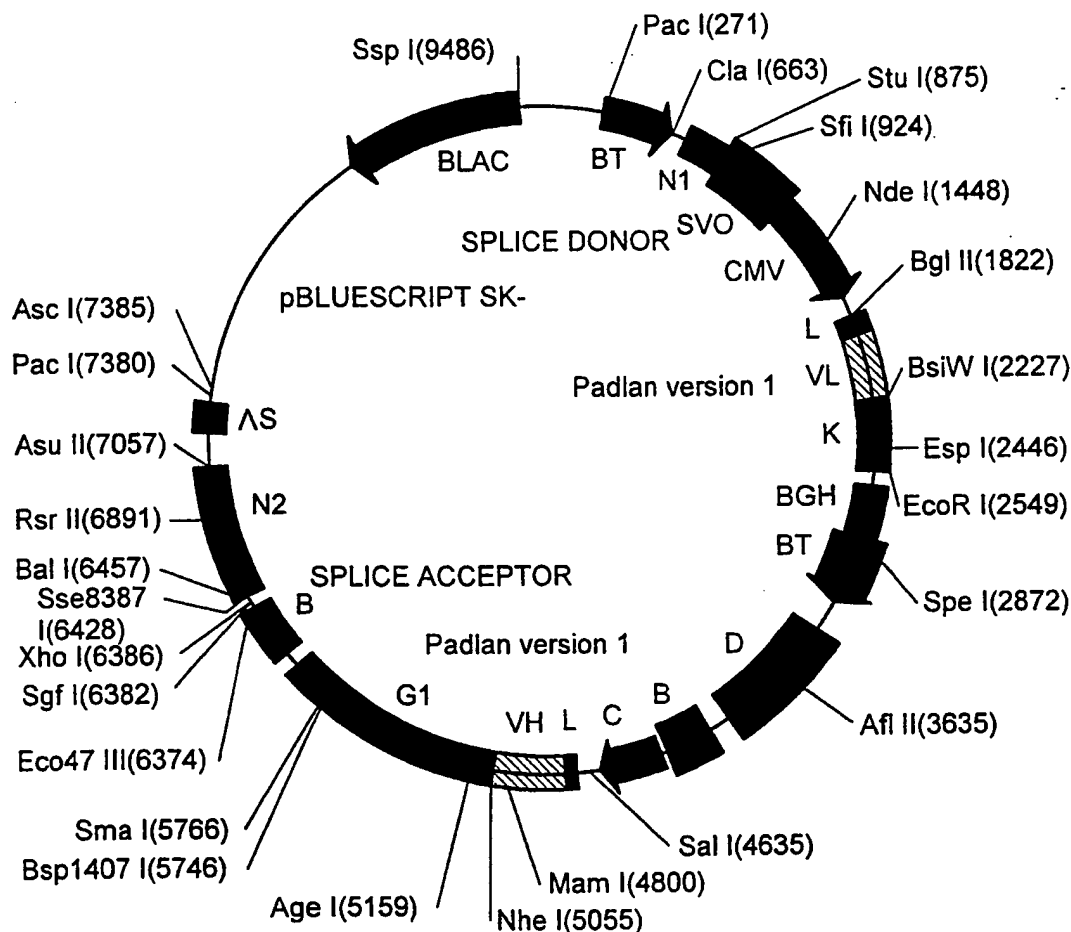 Pac I(271)
Ssp I(9486)
Cla I(663)
Stu I(875)
Sfi I(924)
BLAC
BT
N1
Nde I(1448)
SVO
SPLICE DONOR
CMV
Bgl II(1822)
pBLUESCRIPT SK-
Asc I(7385)
L
Pac I(7380)
VL
BsiW I(2227)
Padlan version 1
ΛS
K
Asu II(7057)
Esp I(2446)
N2
BGH
EcoR I(2549)
Rsr II(6891)
BT
Bal I(6457)
SPLICE ACCEPTOR
Sse8387
I(6428)
B
Spe I(2872)
Xho I(6386)
Padlan version 1
D
Sgf I(6382)
G1
B
VH
L
C
Afl II(3635)
Eco47 III(6374)
Sma I(5766)
Sal I(4635)
Bsp1407 I(5746)
Mam I(4800)
Age I(5159)
Nhe I(5055)